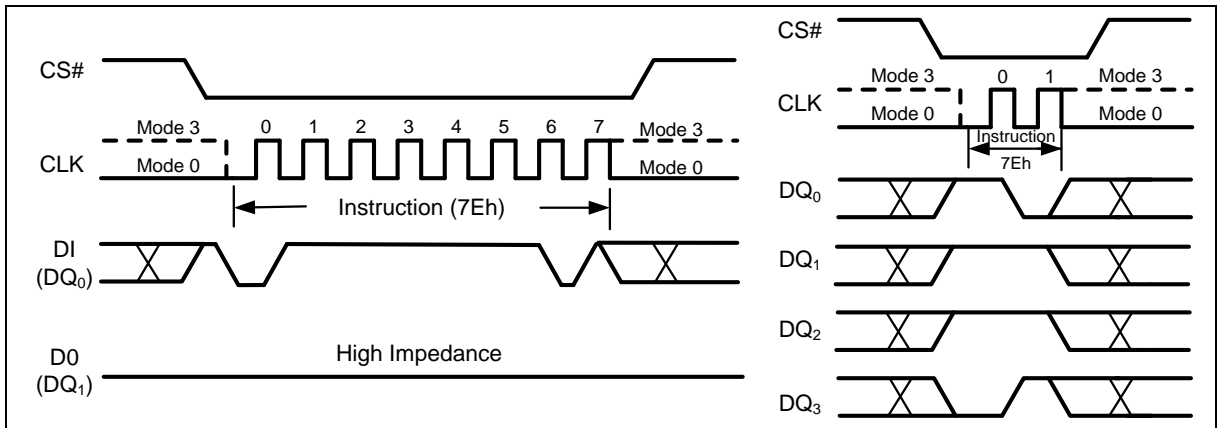 CS#
Mode 3 0 1 2 3 4 5 6 7 Mode 3
CLK Mode 0 Mode 0
Instruction (7Eh)
DI
(DQ0)
D0
(DQ1)
High Impedance
CS#
Mode 3 0 1 Mode 3
CLK
Mode 0 Mode 0
Instruction
7Eh
DQ0
DQ1
DQ2
DQ3